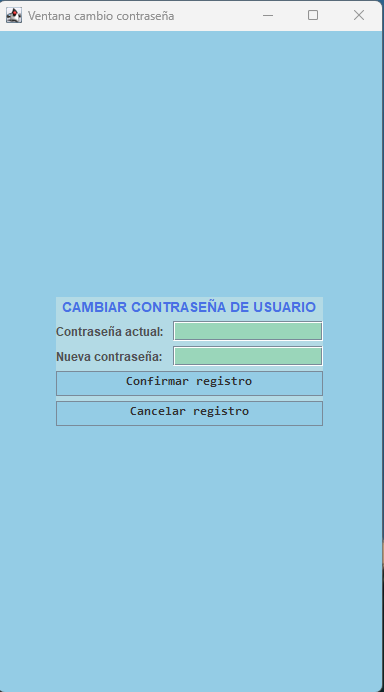 Ventana cambio contraseña
CAMBIAR CONTRASEÑA DE USUARIO
Contraseña actual:
Nueva contraseña:
Confirmar registro
Cancelar registro